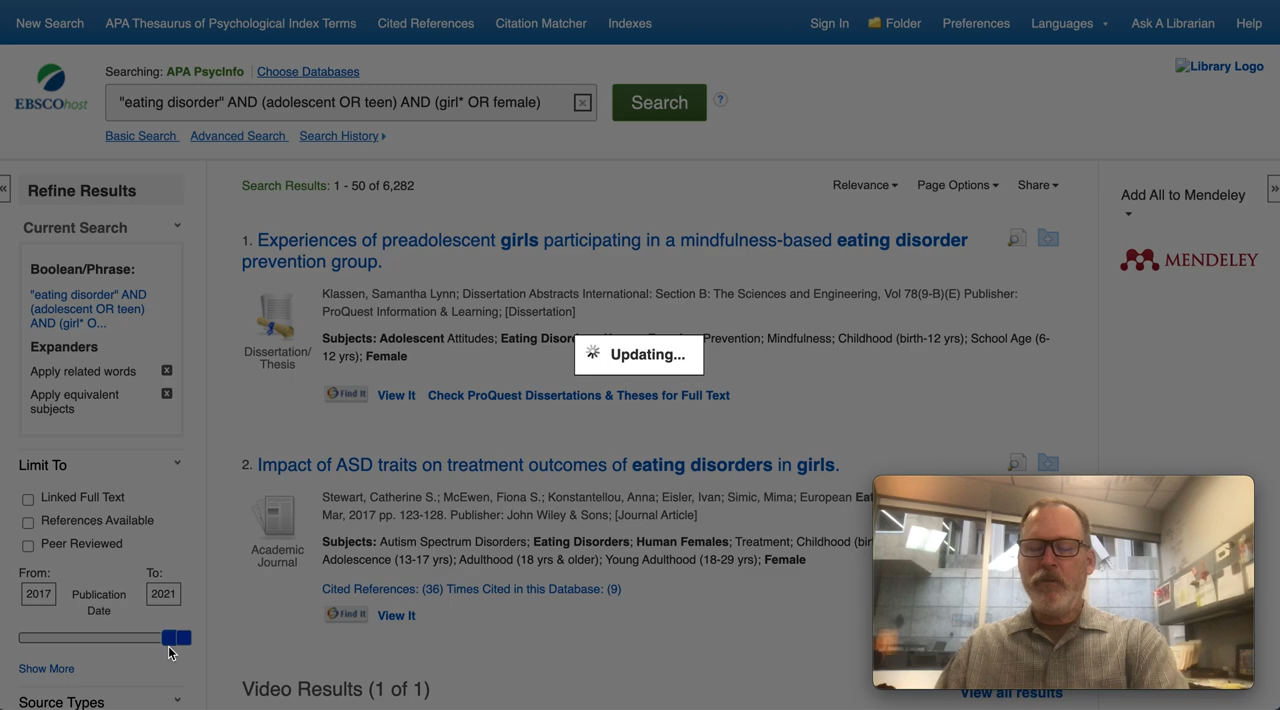 New Search APA Thesaurus of Psychological Index Terms Cited References Citation Matcher Indexes Sign In Folder Preferences Languages Ask A Librarian Help
EBSCOhost
Searching: APA PsycInfo Choose Databases
Library Logo
"eating disorder" AND (adolescent OR teen) AND (girl* OR female)
Search
?
Basic Search Advanced Search Search History
«
Refine Results
Current Search
Boolean/Phrase:
"eating disorder" AND
(adolescent OR teen)
AND (girl* O...
Expanders
Apply related words
Apply equivalent
subjects
Limit To
Linked Full Text
References Available
Peer Reviewed
From: To:
2017 Publication Date 2021
Show More
Source Types
Search Results: 1 - 50 of 6,282
Relevance Page Options Share
1. Experiences of preadolescent girls participating in a mindfulness-based eating disorder
prevention group.
Dissertation/
Thesis
Klassen, Samantha Lynn; Dissertation Abstracts International: Section B: The Sciences and Engineering, Vol 78(9-B)(E) Publisher:
ProQuest Information & Learning; [Dissertation]
Subjects: Adolescent Attitudes; Eating Prevention; Mindfulness; Childhood (birth-12 yrs); School Age (6-
12 yrs); Female
Find It View It Check ProQuest Dissertations & Theses for Full Text
Updating...
2. Impact of ASD traits on treatment outcomes of eating disorders in girls.
Academic
Journal
Stewart, Catherine S.; McEwen, Fiona S.; Konstantellou, Anna; Eisler, Ivan; Simic, Mima; European
Mar, 2017 pp. 123-128. Publisher: John Wiley & Sons; [Journal Article]
Subjects: Autism Spectrum Disorders; Eating Disorders; Human Females; Treatment; Childhood
Adolescence (13-17 yrs); Adulthood (18 yrs & older); Young Adulthood (18-29 yrs); Female
Cited References: (36) Times Cited in this Database: (9)
Find It View It
Video Results (1 of 1)
View all results
»
Add All to Mendeley
MENDELEY